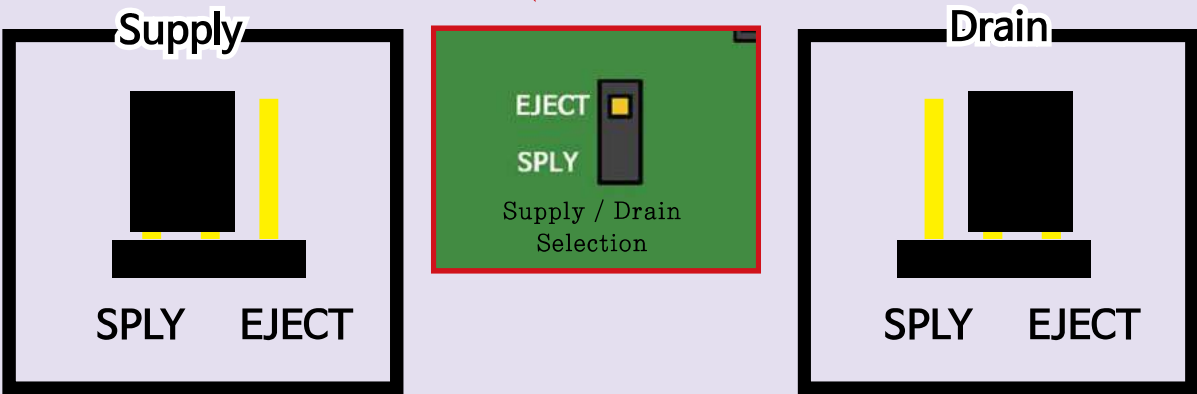 Supply
SPLY EJECT
EJECT
SPLY
Supply / Drain
Selection
Drain
SPLY EJECT